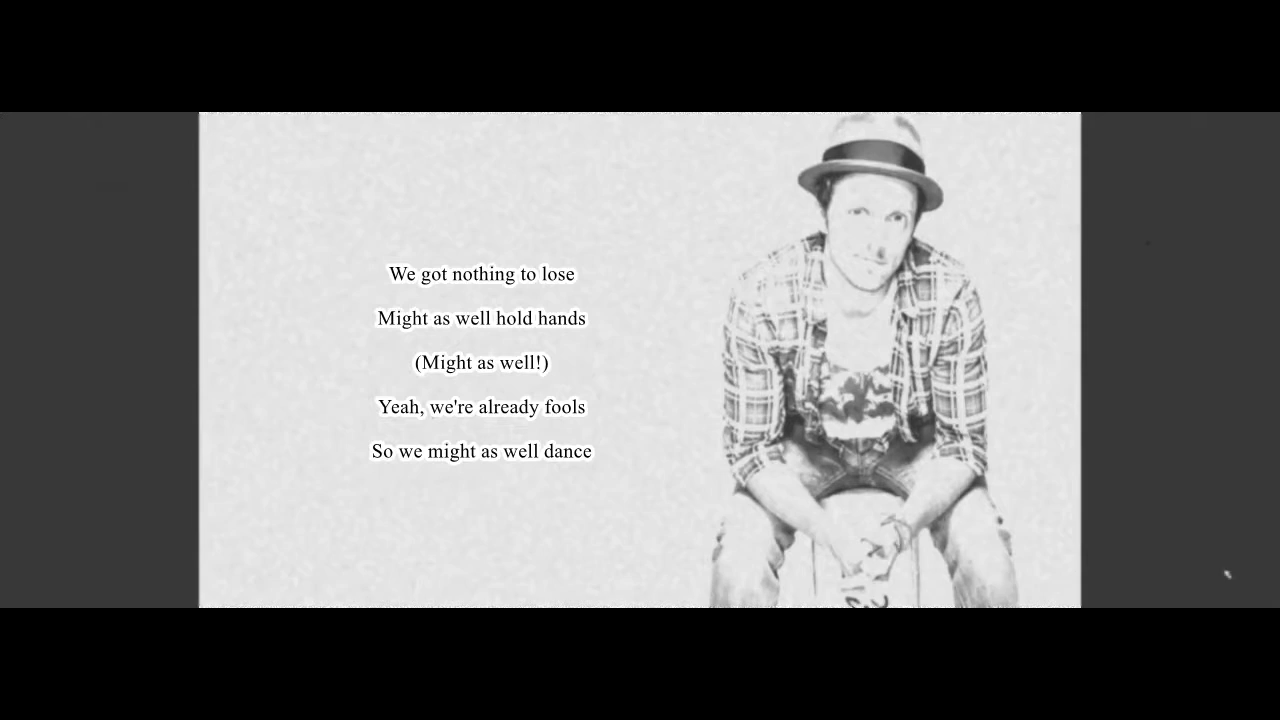 We got nothing to lose
Might as well hold hands
(Might as well!)
Yeah, we're already fools
So we might as well dance